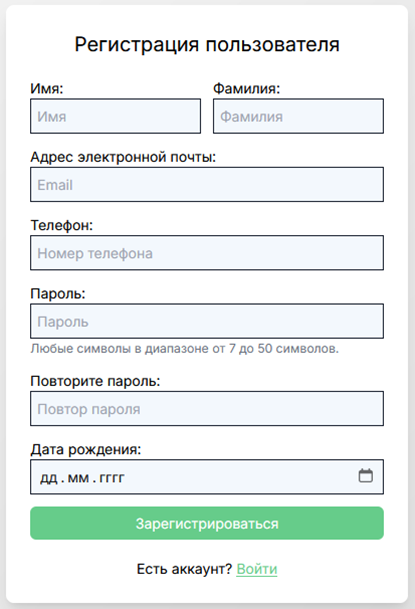 Регистрация пользователя
Имя: Фамилия:
Имя Фамилия
Адрес электронной почты:
Email
Телефон:
Номер телефона
Пароль:
Пароль
Любые символы в диапазоне от 7 до 50 символов.
Повторите пароль:
Повтор пароля
Дата рождения:
дд.мм.гггг
Зарегистрироваться
Есть аккаунт? Войти